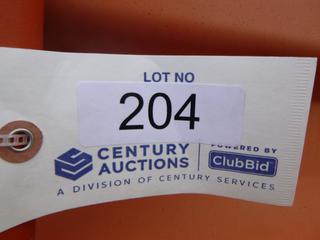 LOT NO
204
CENTURY AUCTIONS
POWERED BY
ClubBid
A DIVISION OF CENTURY SERVICES